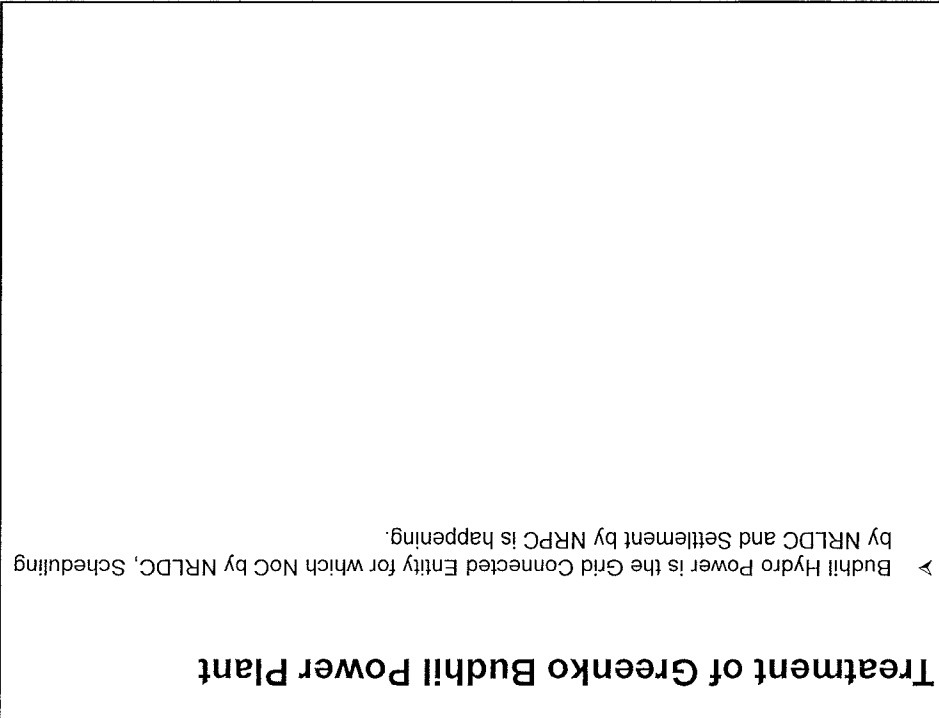 Treatment of Greenko Budhil Power Plant
➤ Budhil Hydro Power is the Grid Connected Entity for which NoC by NRLDC, Scheduling
by NRLDC and Settlement by NRPC is happening.